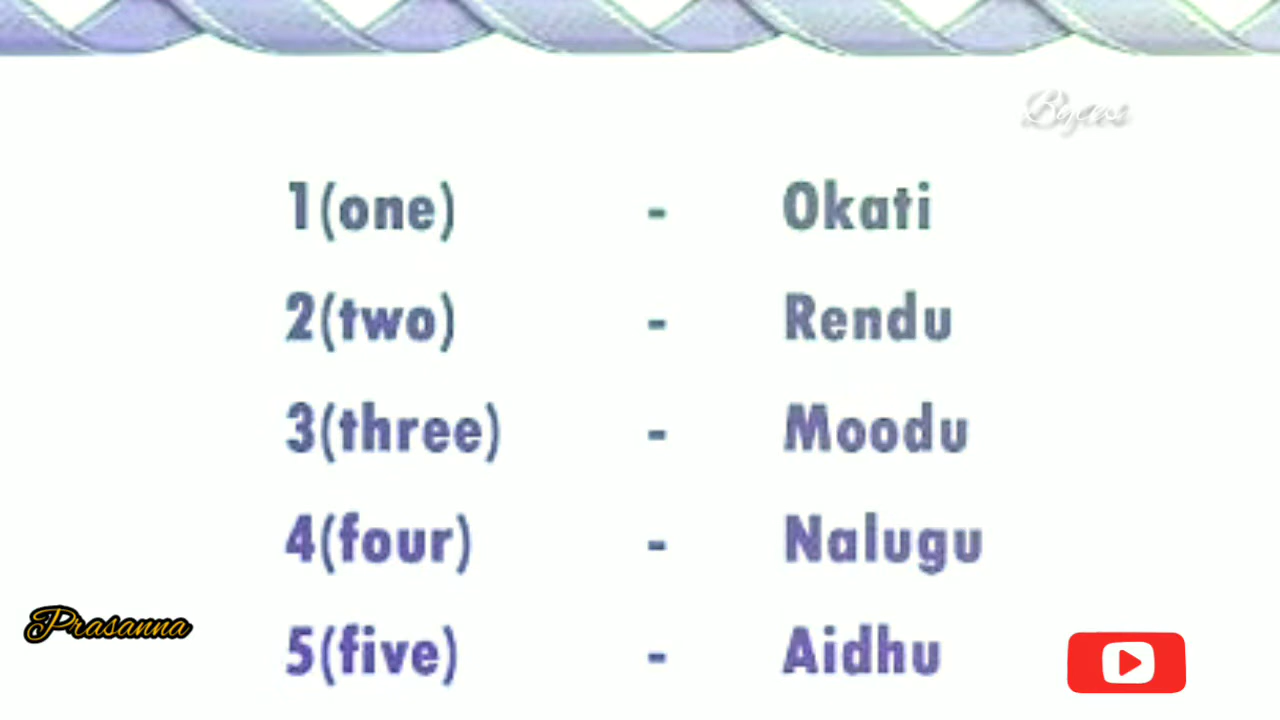 1(one) - Okati
2(two) - Rendu
3(three) - Moodu
4(four) - Nalugu
Prasanna
5(five) - Aidhu